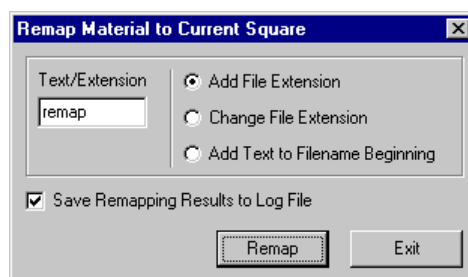 Remap Material to Current Square
Text/Extension
remap
Add File Extension
Change File Extension
Add Text to Filename Beginning
Save Remapping Results to Log File
Remap Exit